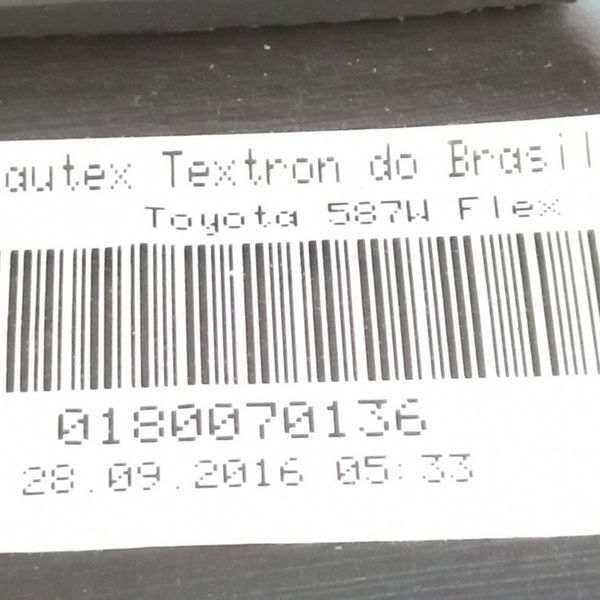 autex Textron do Brasil
Toyota 587W Flex
0180070136
28.09.2016 05:33